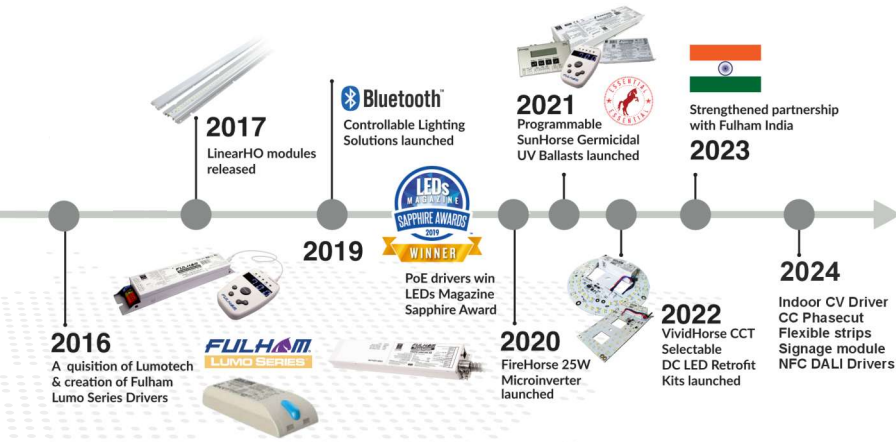 2016
A quisition of Lumotech
& creation of Fulham
Lumo Series Drivers
FULHAM
LUMO SERIES
2017
LinearHO modules
released
Bluetooth™
Controllable Lighting
Solutions launched
2019
LEDs
MAGAZINE
SAPPHIRE AWARDS
2019
WINNER
PoE drivers win
LEDs Magazine
Sapphire Award
2020
FireHorse 25W
Microinverter
launched
2021
Programmable
SunHorse Germicidal
UV Ballasts launched
ESSENTIAL
ESSENTIAL
2022
VividHorse CCT
Selectable
DC LED Retrofit
Kits launched
Strengthened partnership
with Fulham India
2023
2024
Indoor CV Driver
CC Phasecut
Flexible strips
Signage module
NFC DALI Drivers